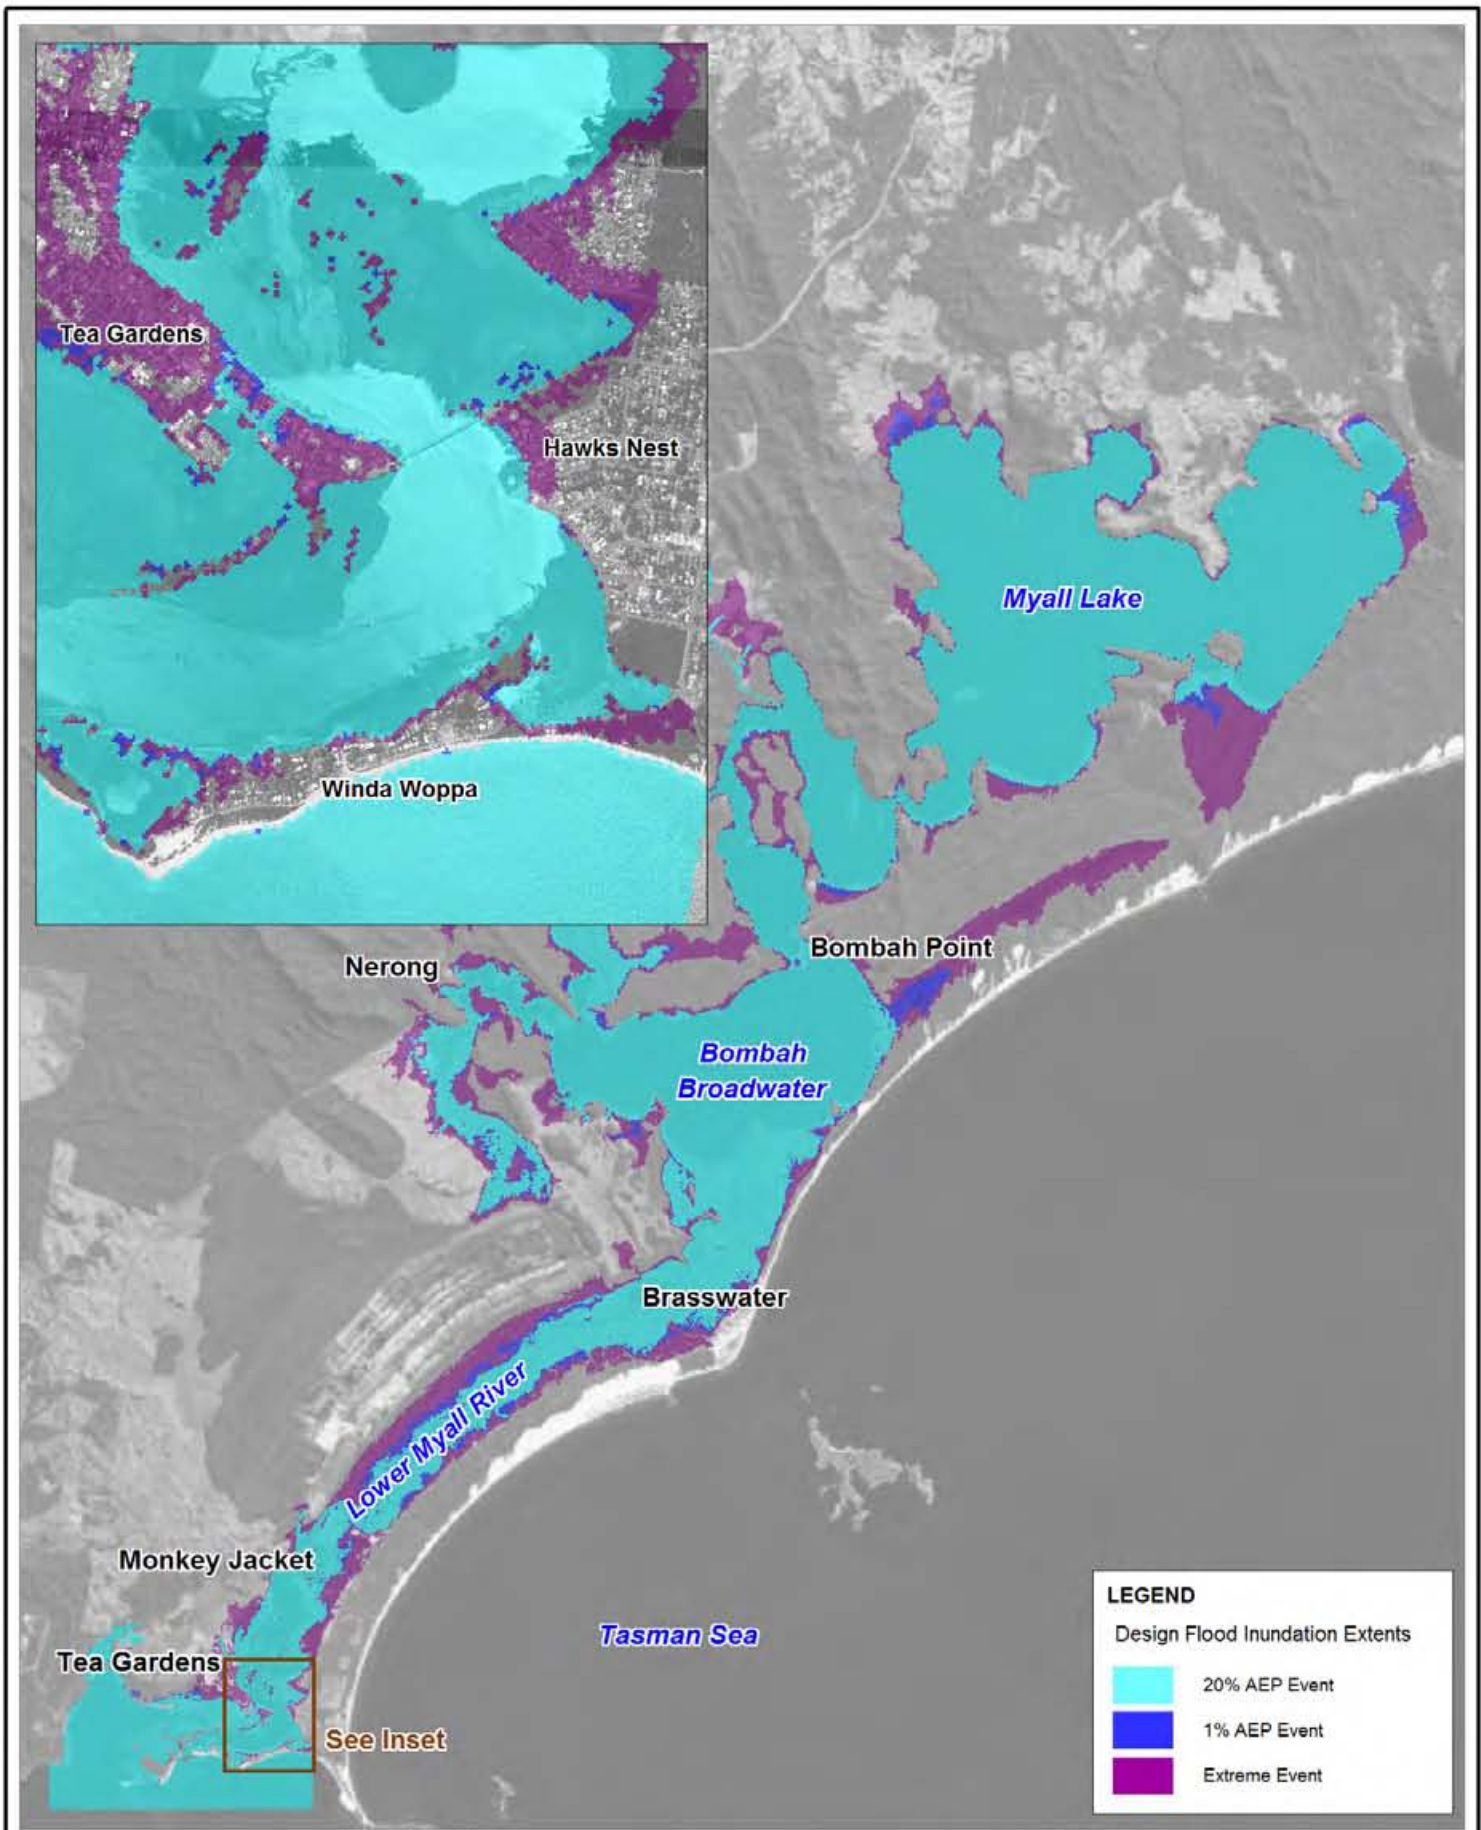 Tea Gardens
Hawks Nest
Winda Woppa
Myall Lake
Bombah Point
Nerong
Bombah
Broadwater
Brasswater
Lower Myall River
Monkey Jacket
Tasman Sea
Tea Gardens
See Inset
LEGEND
Design Flood Inundation Extents
20% AEP Event
1% AEP Event
Extreme Event